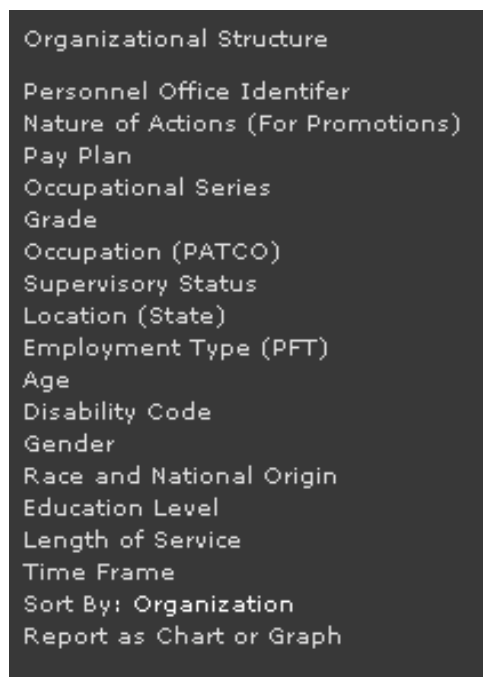 Organizational Structure
Personnel Office Identifer
Nature of Actions (For Promotions)
Pay Plan
Occupational Series
Grade
Occupation (PATCO)
Supervisory Status
Location (State)
Employment Type (PFT)
Age
Disability Code
Gender
Race and National Origin
Education Level
Length of Service
Time Frame
Sort By: Organization
Report as Chart or Graph